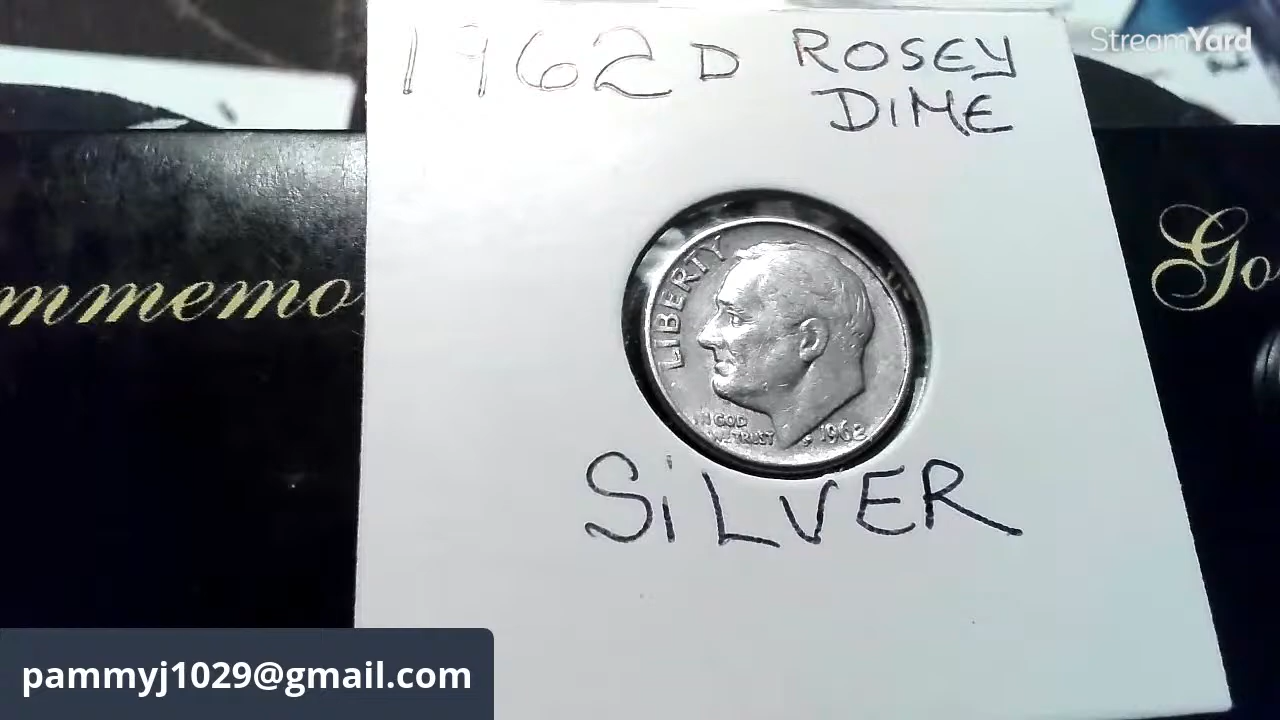 1962 D ROSEY
DIME
StreamYard
mmemo
Go
LIBERTY
IN GOD
WE TRUST
1962
SiLVER
pammyj1029@gmail.com